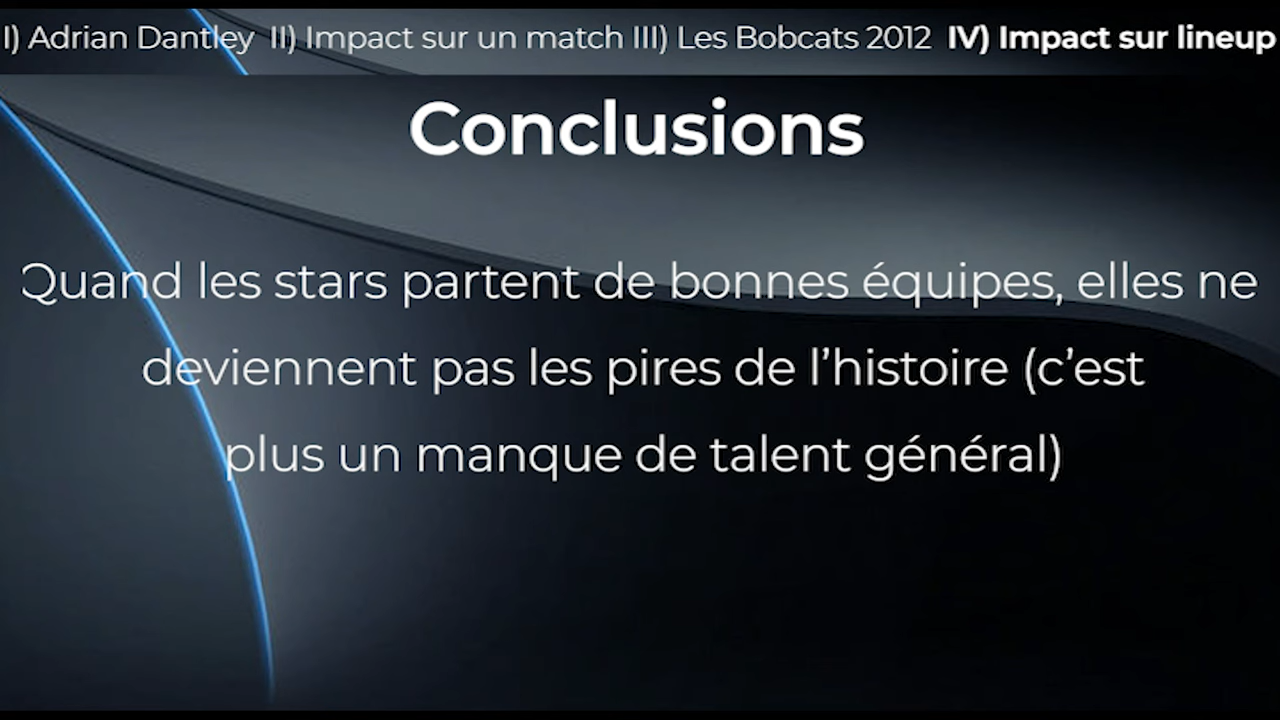 I) Adrian Dantley II) Impact sur un match III) Les Bobcats 2012 IV) Impact sur lineup
Conclusions
Quand les stars partent de bonnes équipes, elles ne
deviennent pas les pires de l’histoire (c’est
plus un manque de talent général)